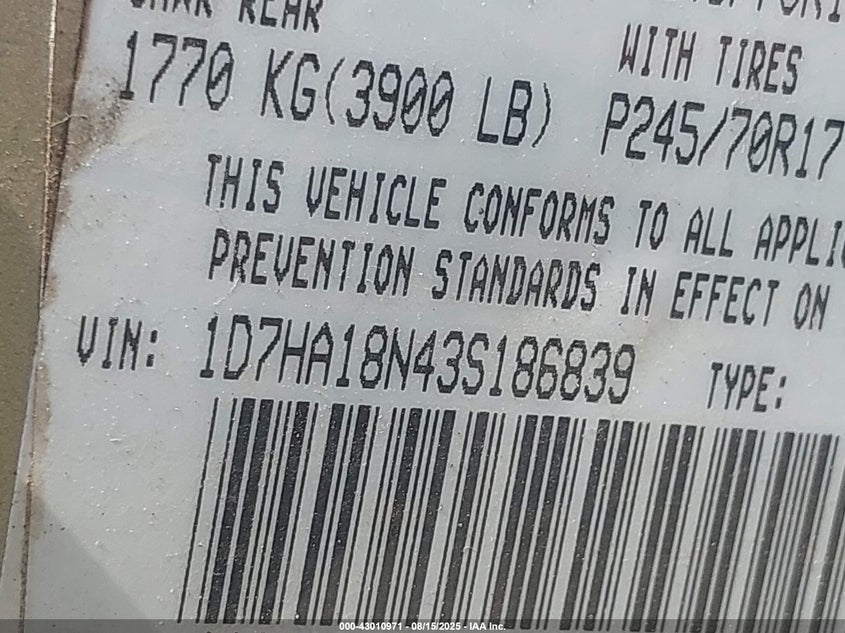 REAR
WITH TIRES
1770 KG(3900 LB) P245/70R17
THIS VEHICLE CONFORMS TO ALL
PREVENTION STANDARDS IN EFFECT ON
VIN: 1D7HA18N43S186839 TYPE:
000-43010971 - 08/15/2025 - IAA Inc.